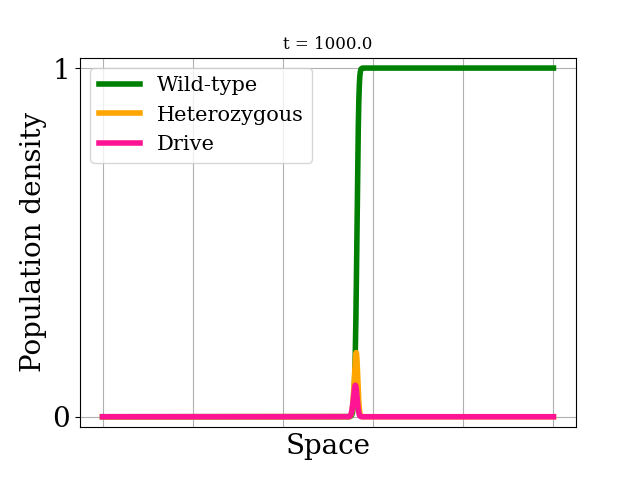 t = 1000.0
1
Wild-type
Heterozygous
Drive
Population density
0
Space